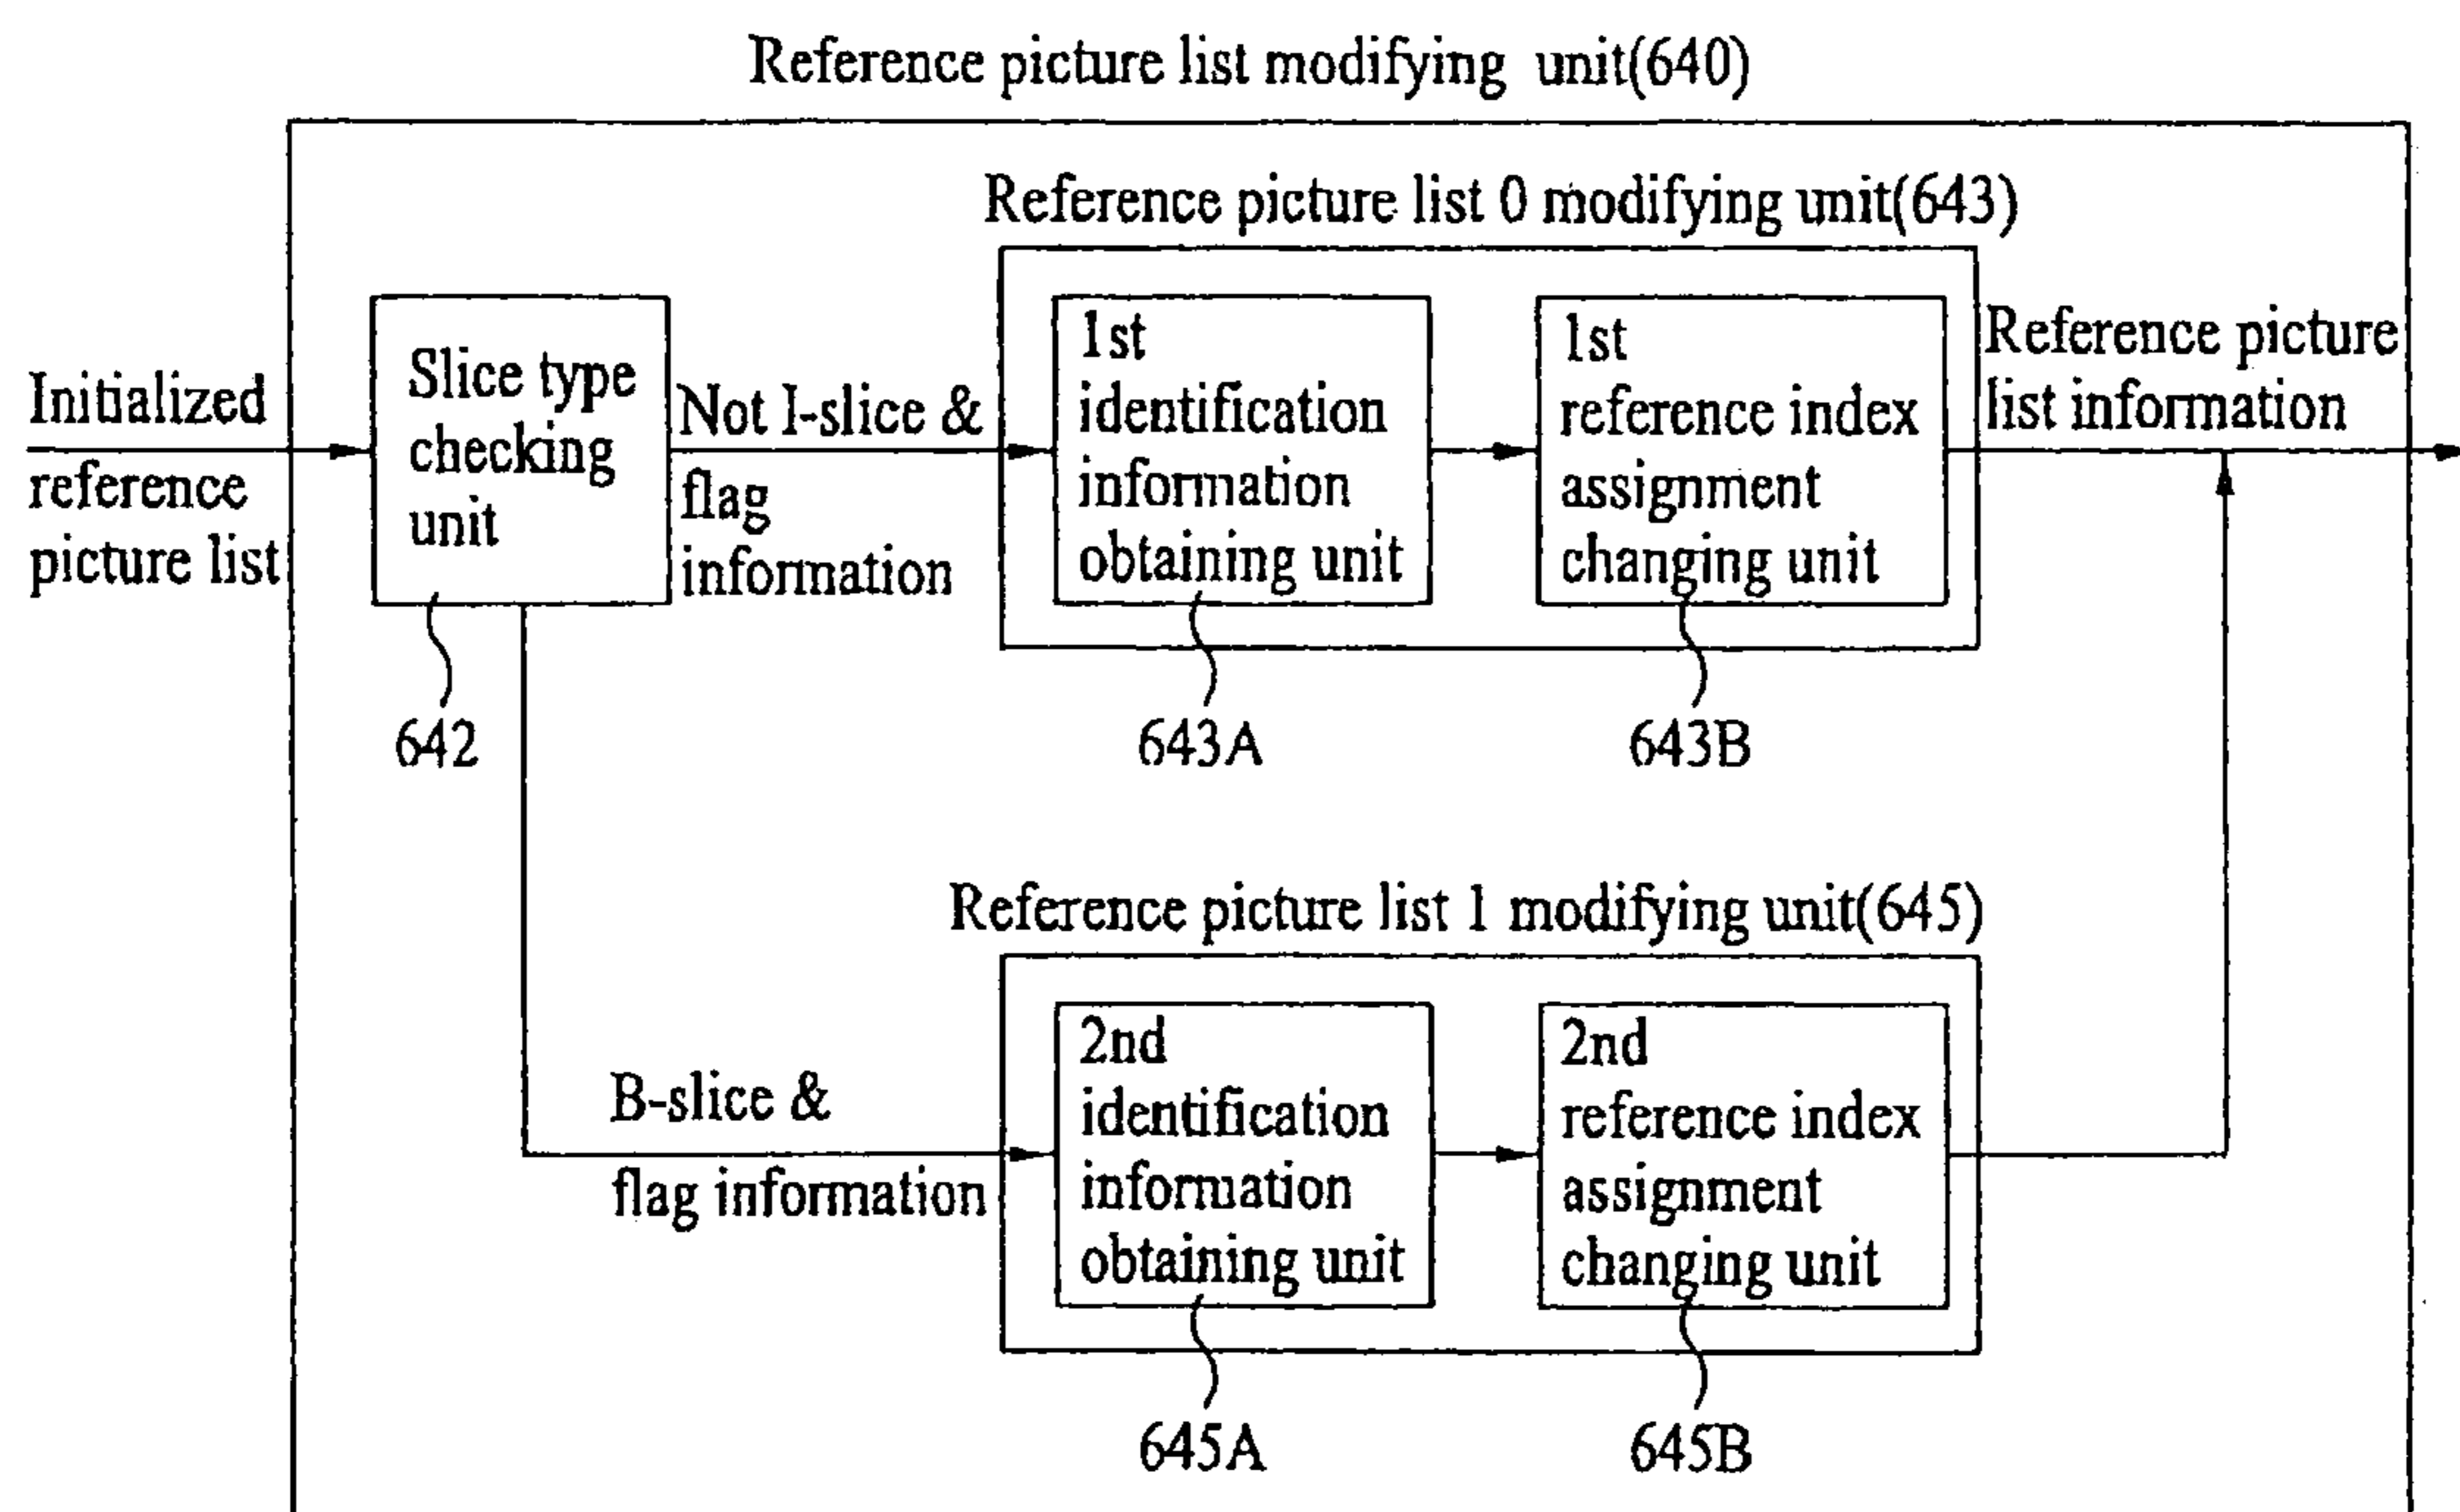 Reference picture list modifying unit(640)
Reference picture list 0 modifying unit(643)
Initialized
reference
picture list
Slice type
checking
unit
642
Not I-slice &
flag
information
1st
identification
information
obtaining unit
643A
1st
reference index
assignment
changing unit
643B
Reference picture
list information
Reference picture list 1 modifying unit(645)
B-slice &
flag information
2nd
identification
information
obtaining unit
645A
2nd
reference index
assignment
changing unit
645B